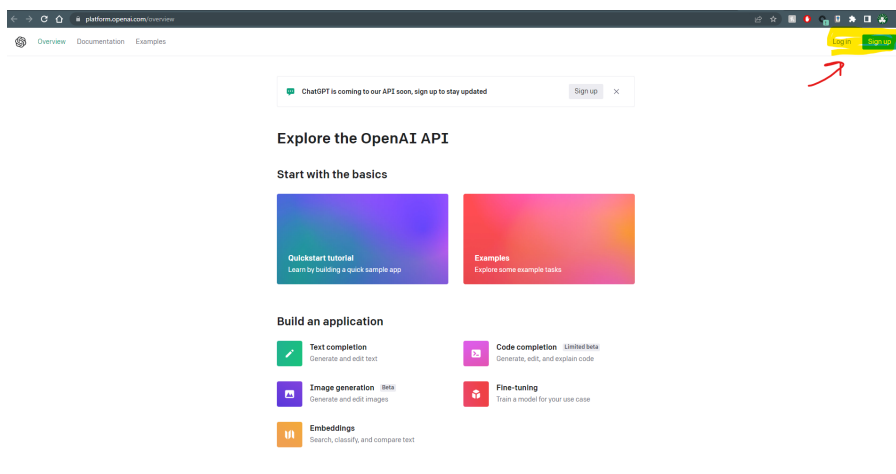 platform.openai.com/overview
Overview Documentation Examples Log in Sign up
ChatGPT is coming to our API soon, sign up to stay updated Sign up
Explore the OpenAI API
Start with the basics
Quickstart tutorial
Learn by building a quick sample app
Examples
Explore some example tasks
Build an application
Text completion
Generate and edit text
Code completion Limited beta
Generate, edit, and explain code
Image generation Beta
Generate and edit images
Fine-tuning
Train a model for your use case
Embeddings
Search, classify, and compare text